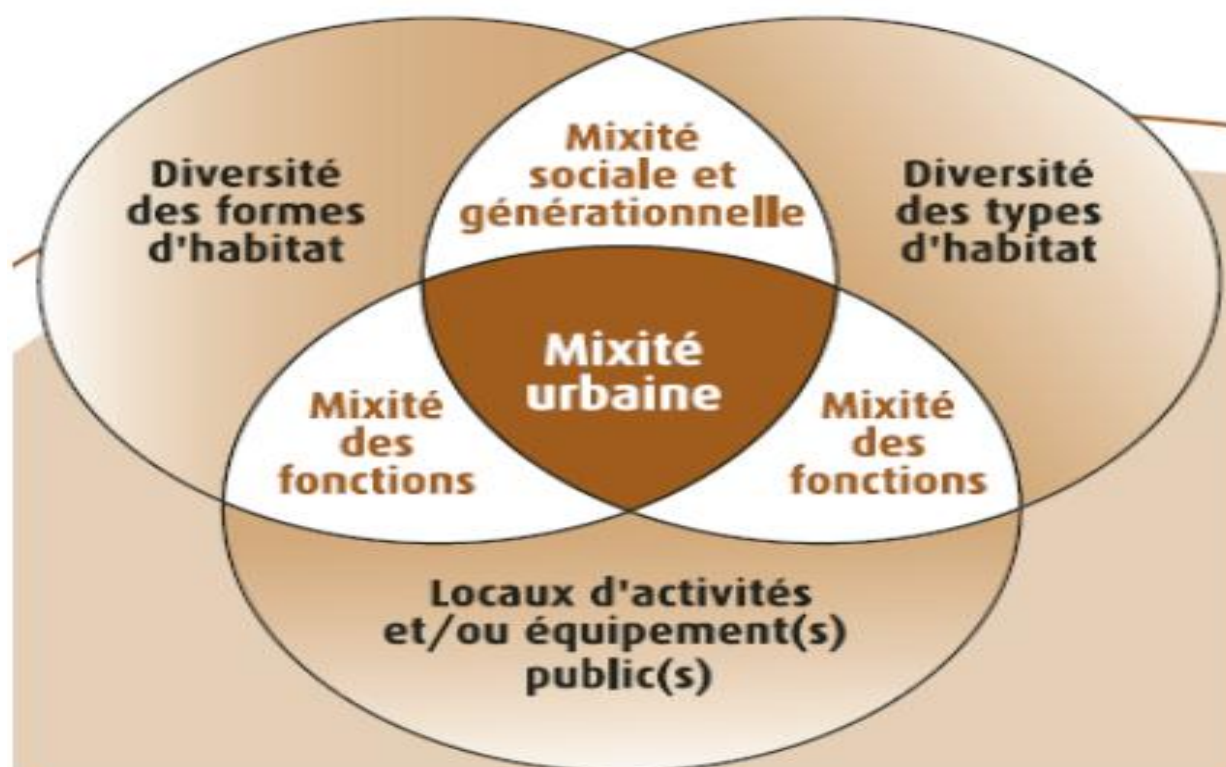 Mixité
sociale et
générationnelle
Diversité
des formes
d'habitat
Diversité
des types
d'habitat
Mixité
urbaine
Mixité
des
fonctions
Mixité
des
fonctions
Locaux d'activités
et/ou équipement(s)
public(s)